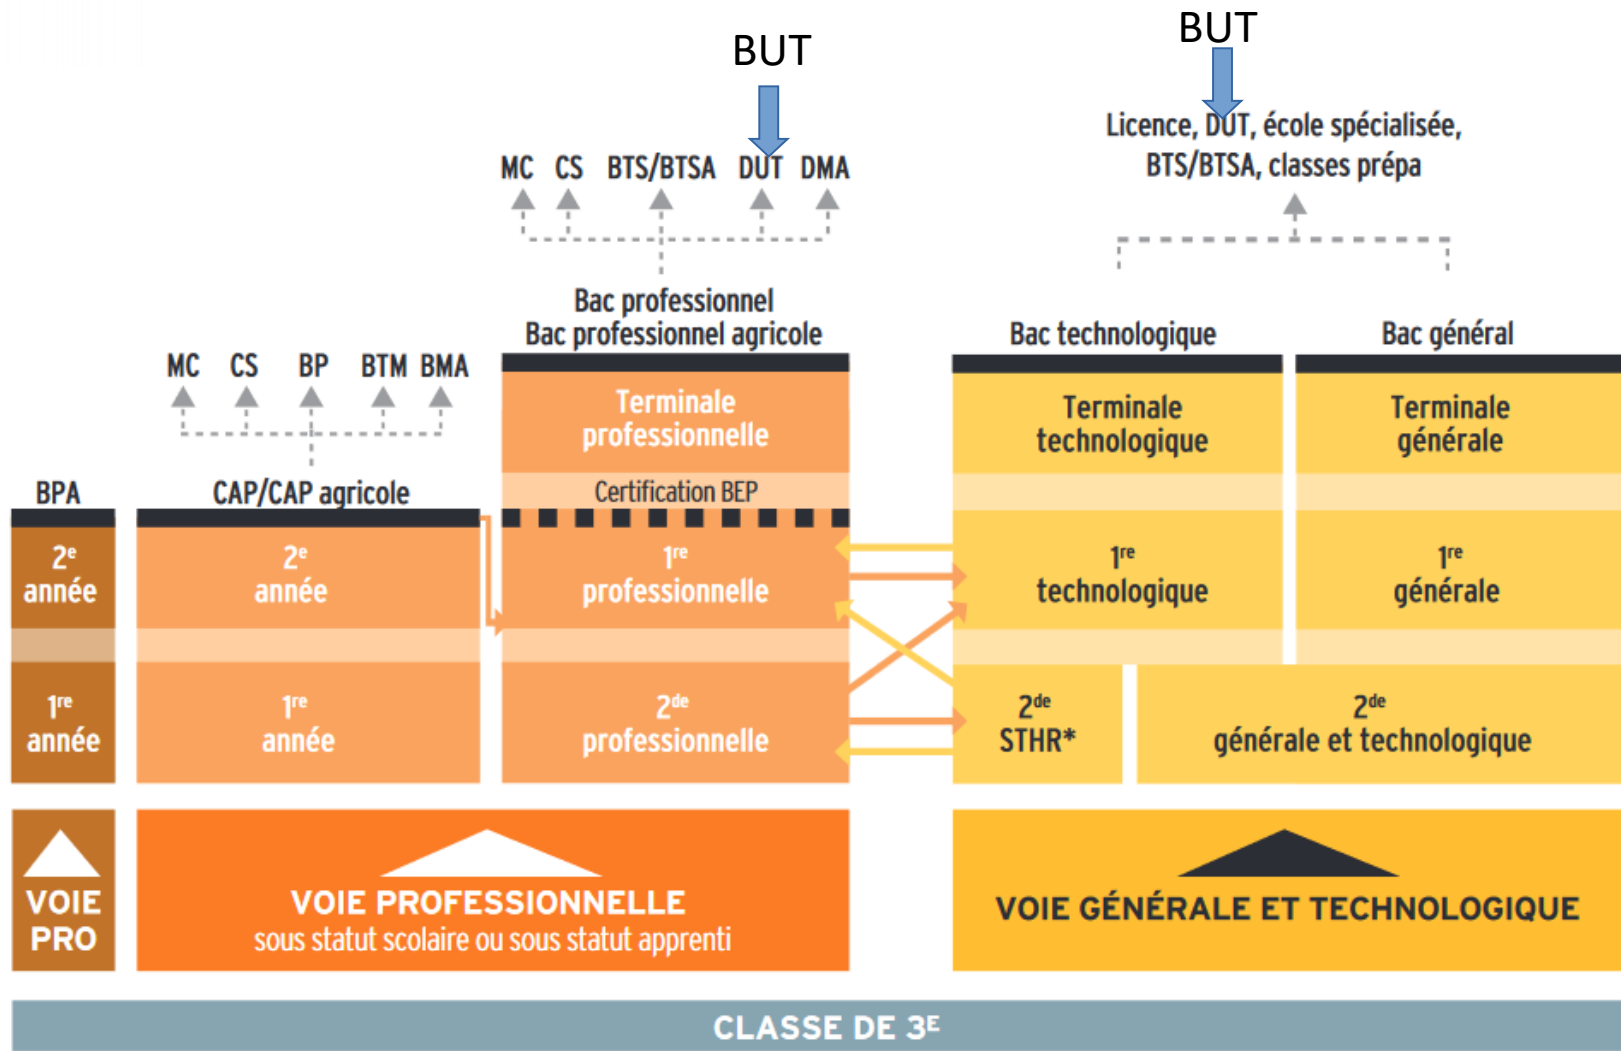 BUT
BUT
Licence, DUT, école spécialisée,
BTS/BTSA, classes prépa
MC CS BTS/BTSA DUT DMA
Bac professionnel
Bac professionnel agricole
Bac technologique
Bac général
MC CS BP BTM BMA
Terminale
professionnelle
Terminale
technologique
Terminale
générale
BPA
CAP/CAP agricole
Certification BEP
2e
année
2e
année
1re
professionnelle
1re
technologique
1re
générale
1re
année
1re
année
2de
professionnelle
2de
STHR*
2de
générale et technologique
VOIE
PRO
VOIE PROFESSIONNELLE
sous statut scolaire ou sous statut apprenti
VOIE GÉNÉRALE ET TECHNOLOGIQUE
CLASSE DE 3E